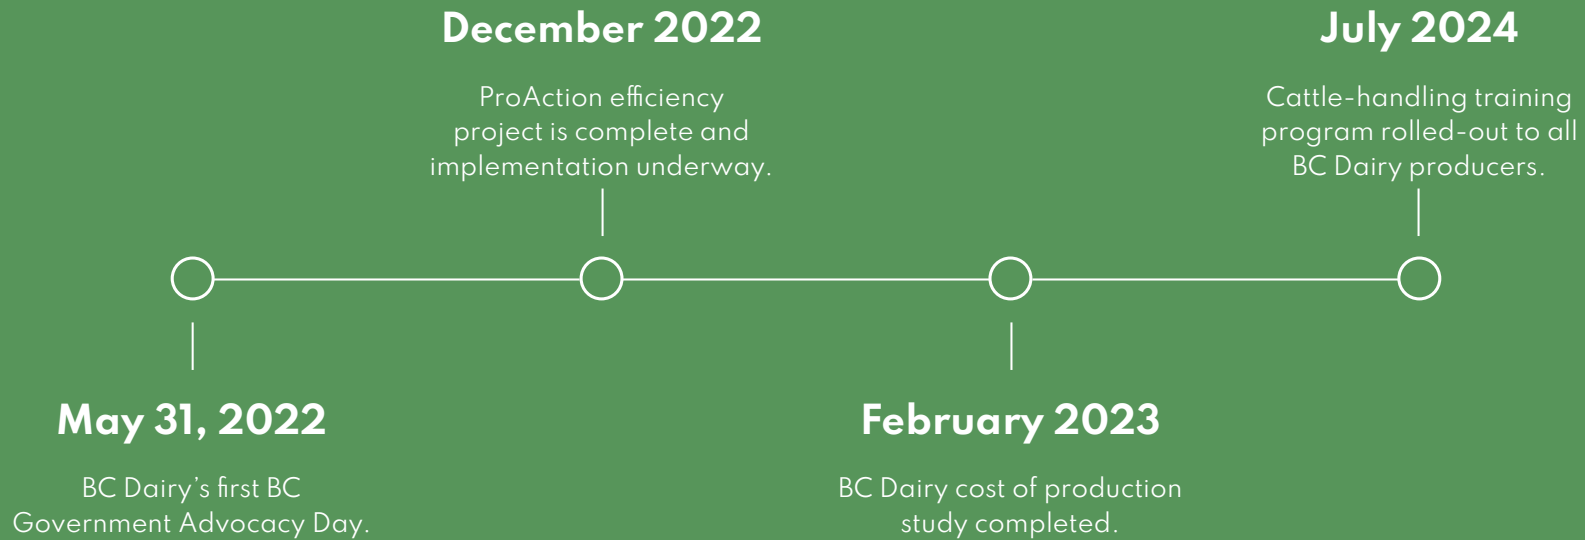 December 2022
ProAction efficiency
project is complete and
implementation underway.
July 2024
Cattle-handling training
program rolled-out to all
BC Dairy producers.
May 31, 2022
BC Dairy's first BC
Government Advocacy Day.
February 2023
BC Dairy cost of production
study completed.